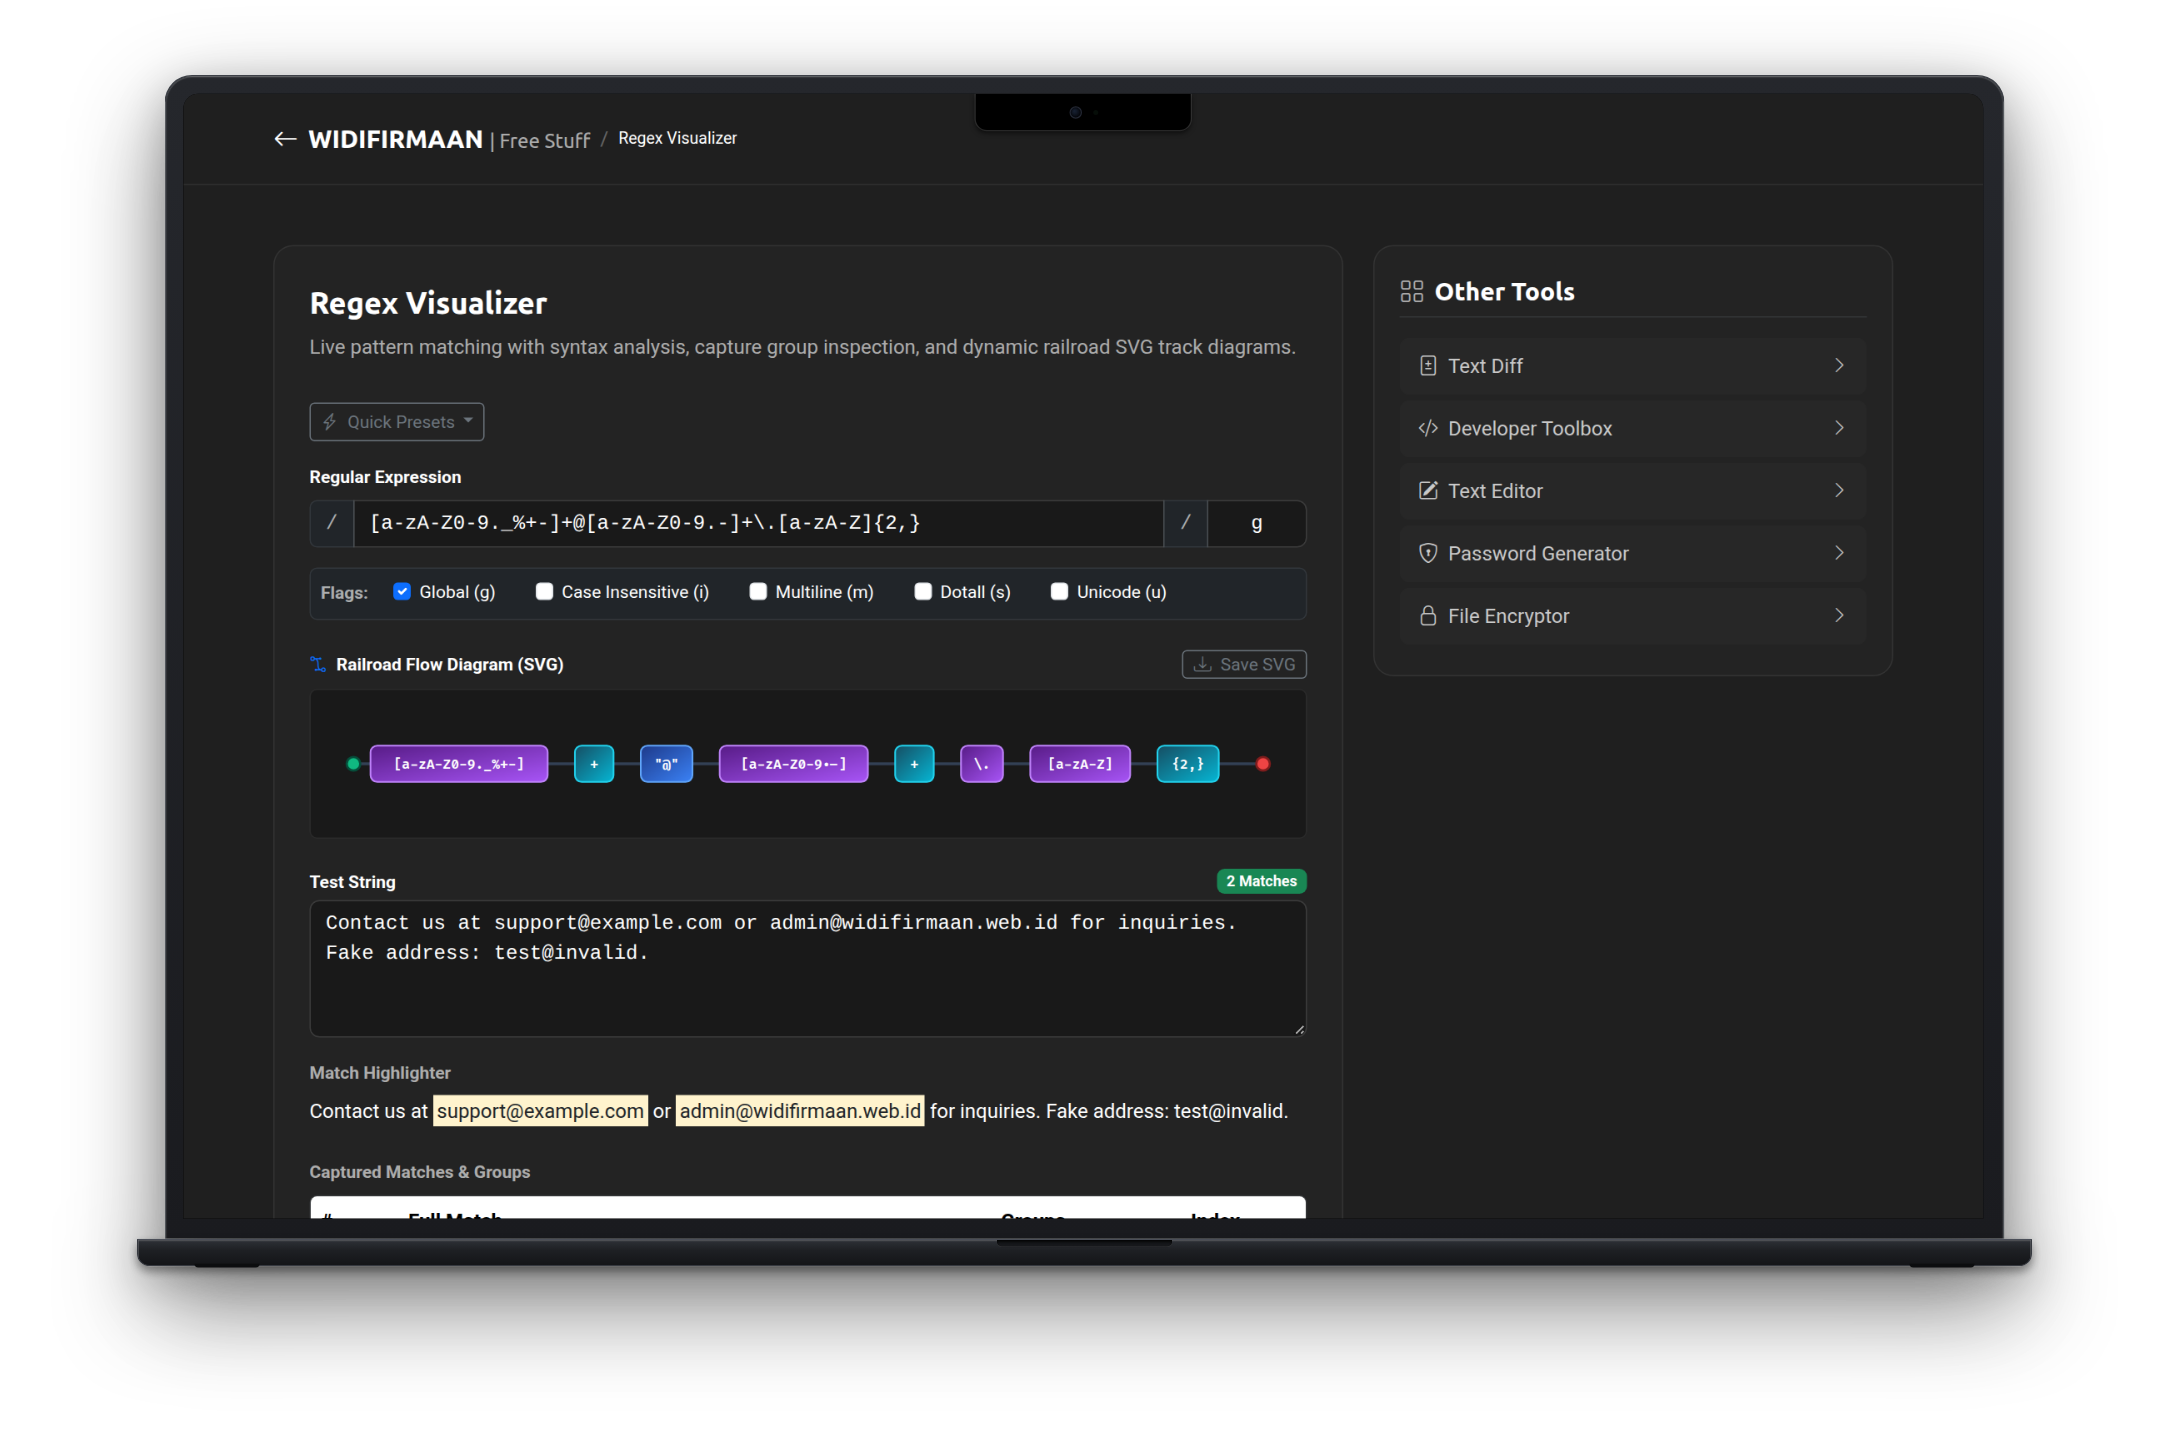 WIDIFIRMAAN | Free Stuff / Regex Visualizer
Regex Visualizer
Live pattern matching with syntax analysis, capture group inspection, and dynamic railroad SVG track diagrams.
Quick Presets
Regular Expression
/ [a-zA-Z0-9._%+-]+@[a-zA-Z0-9.-]+\.[a-zA-Z]{2,} / g
Flags: Global (g) Case Insensitive (i) Multiline (m) Dotall (s) Unicode (u)
Railroad Flow Diagram (SVG) Save SVG
[a-zA-Z0-9._%+-] + "@" [a-zA-Z0-9.-] + \. [a-zA-Z] {2,}
Test String 2 Matches
Contact us at support@example.com or admin@widifirmaan.web.id for inquiries.
Fake address: test@invalid.
Match Highlighter
Contact us at support@example.com or admin@widifirmaan.web.id for inquiries. Fake address: test@invalid.
Captured Matches & Groups
# Full Match Groups Index
Other Tools
Text Diff
Developer Toolbox
Text Editor
Password Generator
File Encryptor